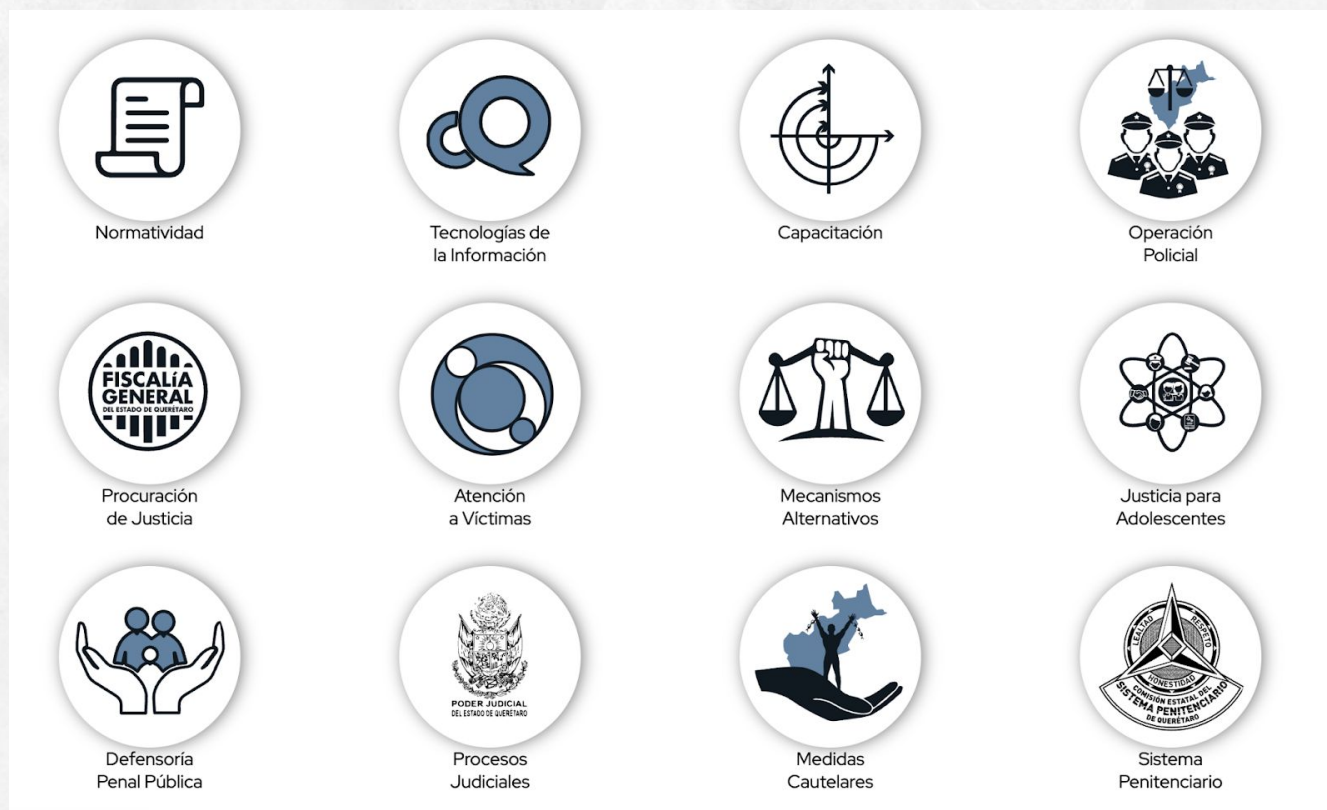 Normatividad
Tecnologías de
la Información
Capacitación
Operación
Policial
FISCALÍA
GENERAL
DEL ESTADO DE QUERÉTARO
Procuración
de Justicia
Atención
a Víctimas
Mecanismos
Alternativos
Justicia para
Adolescentes
Defensoría
Penal Pública
PODER JUDICIAL
DEL ESTADO DE QUERÉTARO
Procesos
Judiciales
Medidas
Cautelares
LEALTAD
RESPETO
HONESTIDAD
COMISIÓN ESTATAL DEL
SISTEMA PENITENCIARIO
DE QUERÉTARO
Sistema
Penitenciario